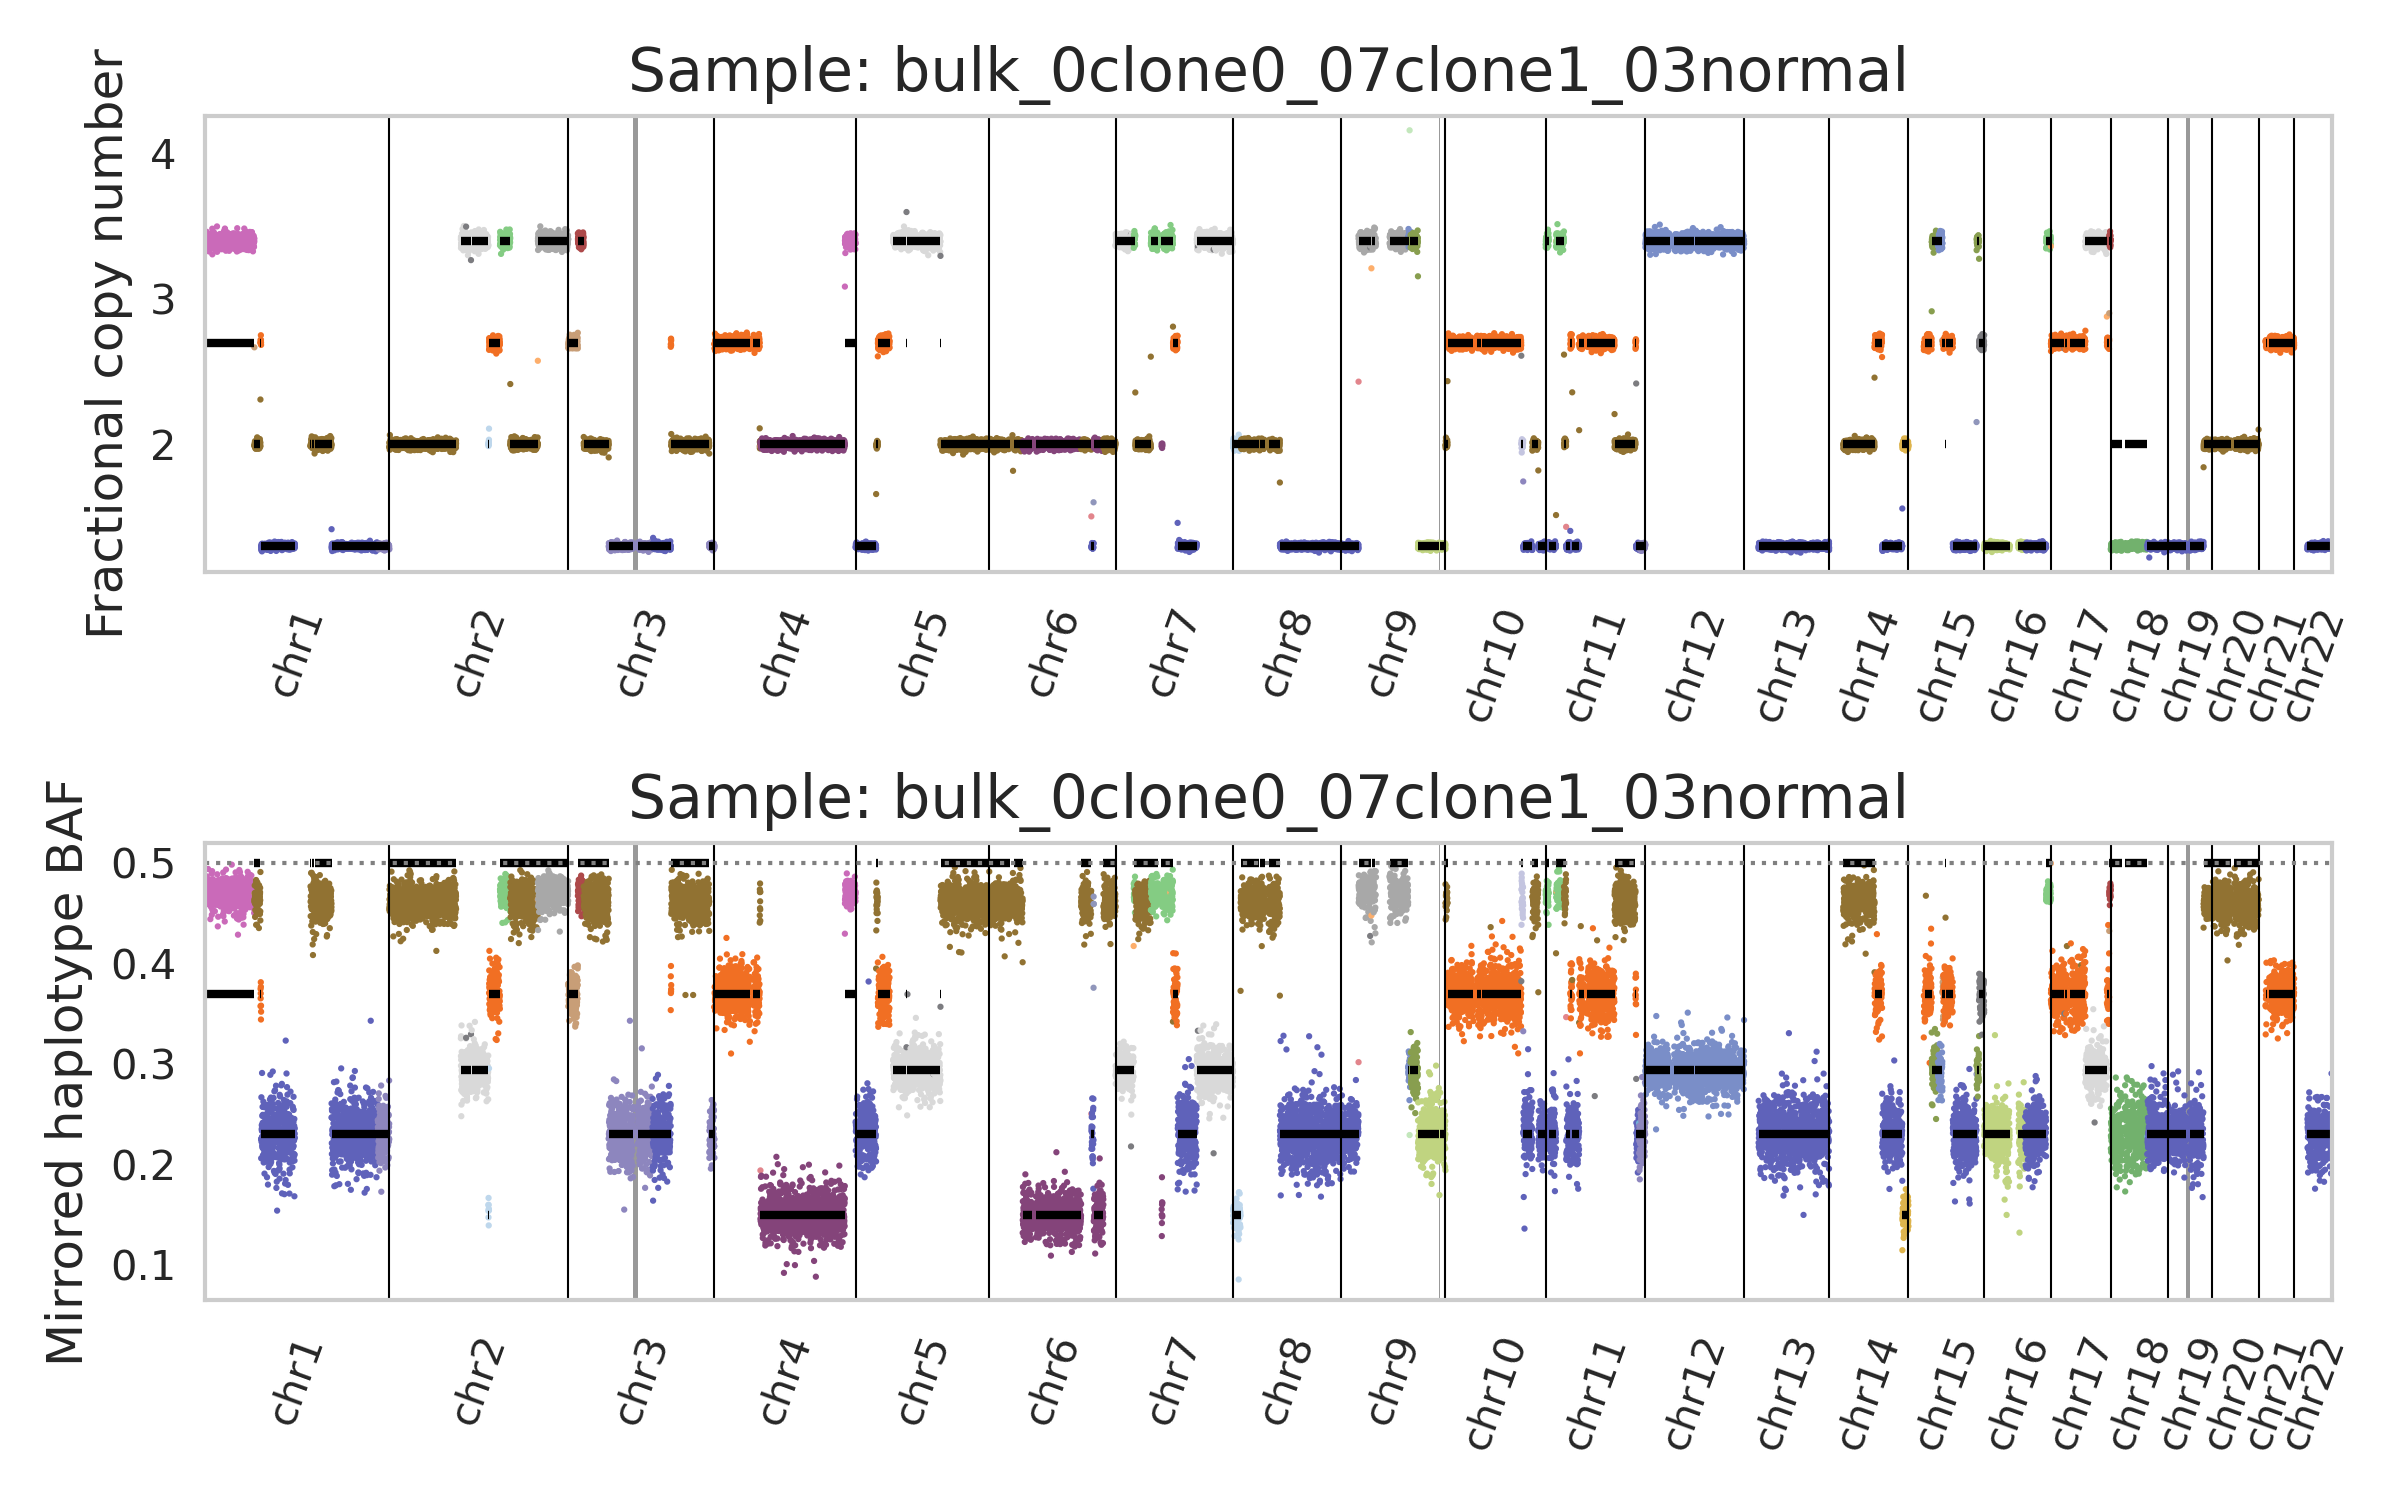 Sample: bulk_0clone0_07clone1_03normal
Fractional copy number
4
3
2
chr1
chr2
chr3
chr4
chr5
chr6
chr7
chr8
chr9
chr10
chr11
chr12
chr13
chr14
chr15
chr16
chr17
chr18
chr19
chr20
chr21
chr22
Sample: bulk_0clone0_07clone1_03normal
Mirrored haplotype BAF
0.5
0.4
0.3
0.2
0.1
chr1
chr2
chr3
chr4
chr5
chr6
chr7
chr8
chr9
chr10
chr11
chr12
chr13
chr14
chr15
chr16
chr17
chr18
chr19
chr20
chr21
chr22